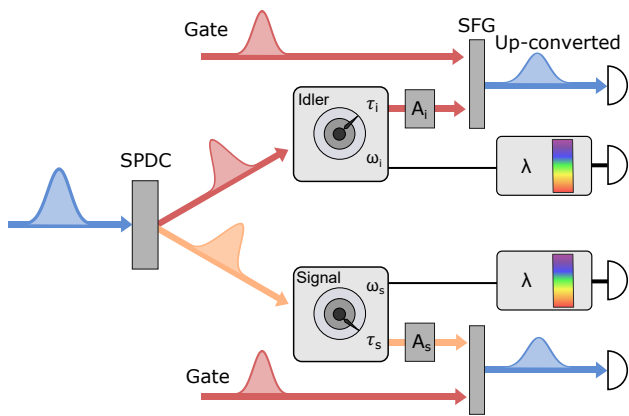 SFG
Gate
Up-converted
Idler
τi
Ai
ωi
λ
SPDC
Signal
ωs
λ
τs
As
Gate